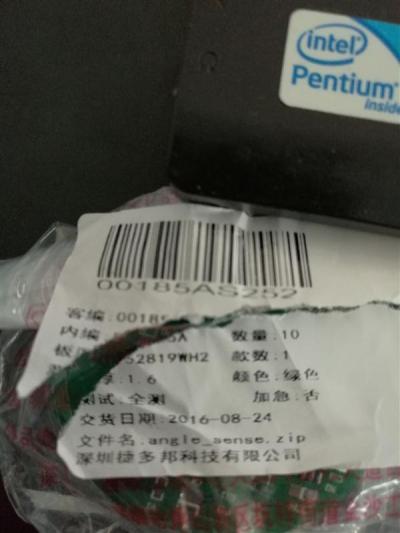 intel
Pentium
inside
00185AS252
客编:00185
内编: 5A 数量:10
板 52819WH2 款数:1
:1.6 颜色:绿色
测试:全测 加急:否
交货日期:2016-08-24
文件名:angle_sense.zip
深圳捷多邦科技有限公司